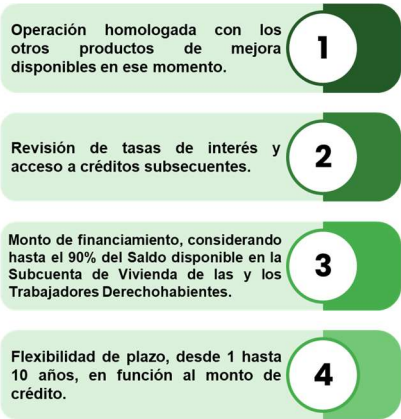 Operación homologada con los
otros productos de mejora
disponibles en ese momento.
1
Revisión de tasas de interés y
acceso a créditos subsecuentes.
2
Monto de financiamiento, considerando
hasta el 90% del Saldo disponible en la
Subcuenta de Vivienda de las y los
Trabajadores Derechohabientes.
3
Flexibilidad de plazo, desde 1 hasta
10 años, en función al monto de
crédito.
4